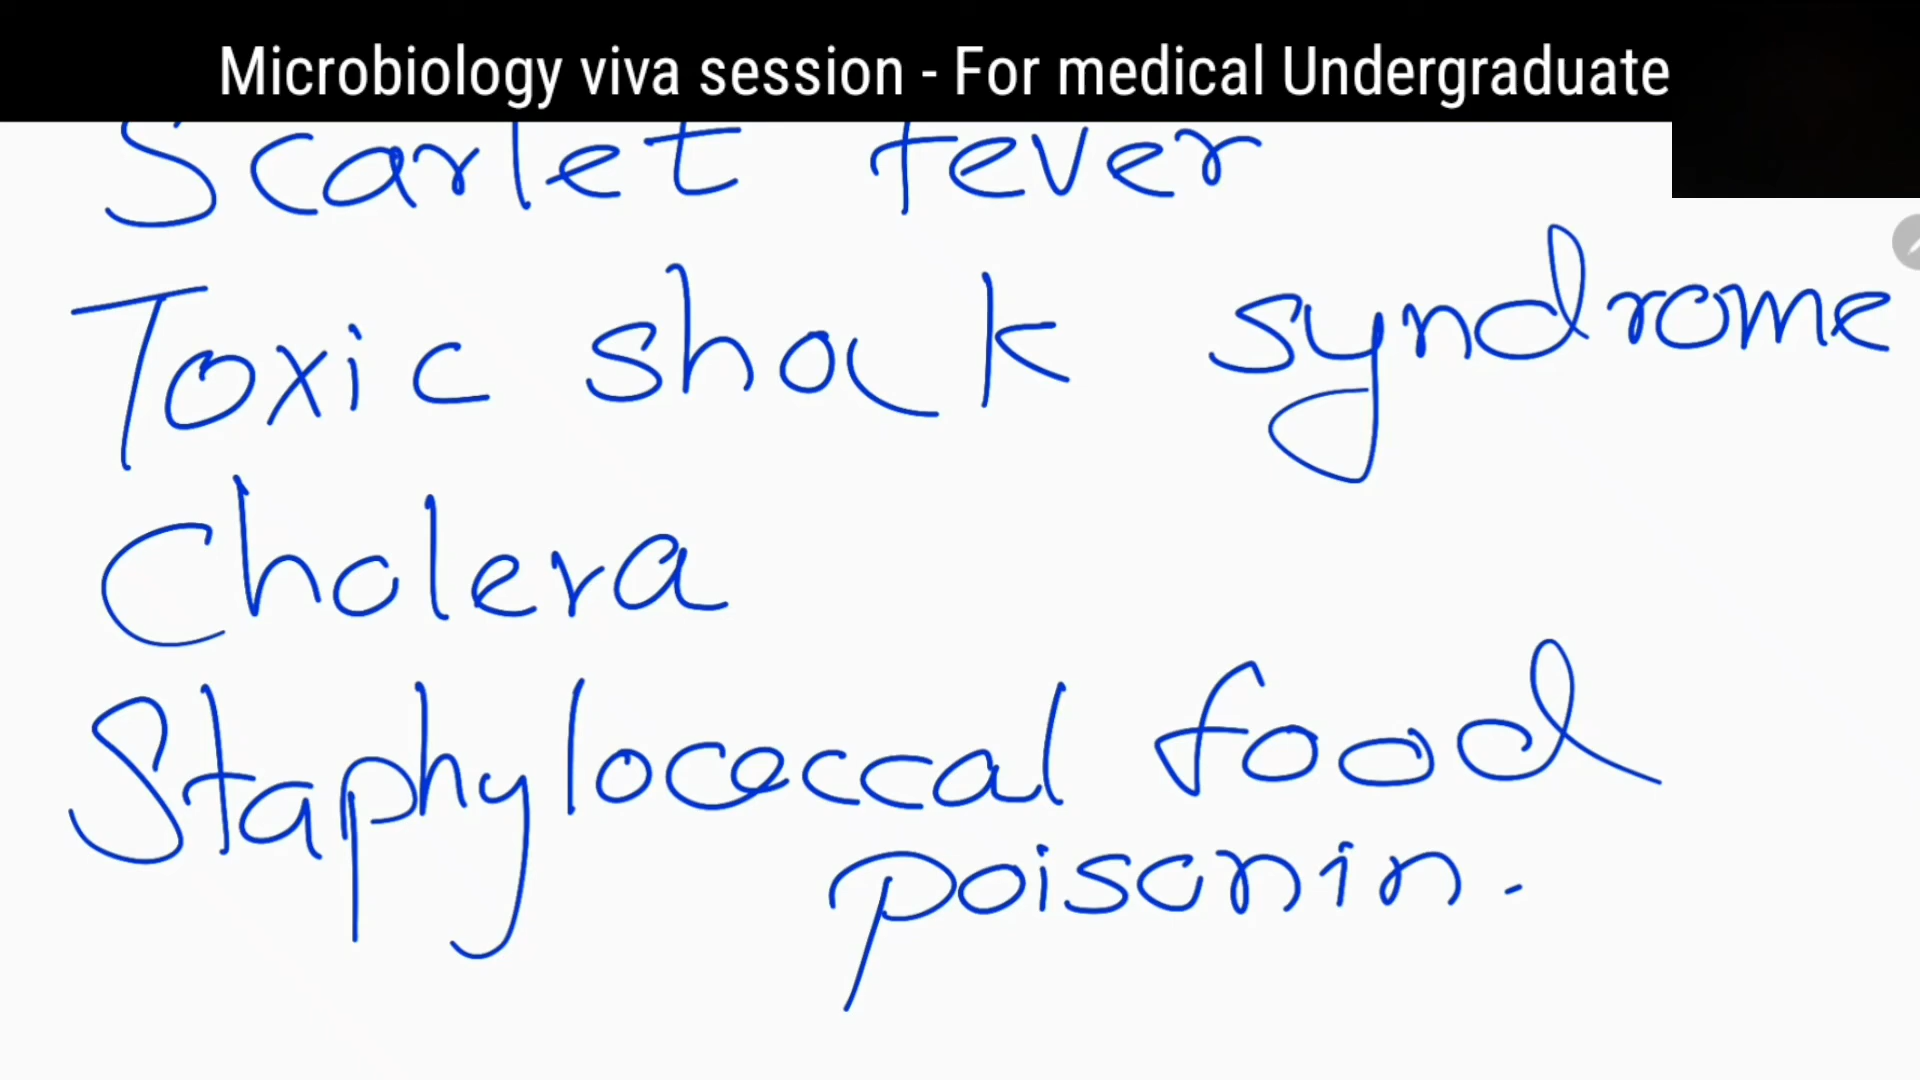 Microbiology viva session - For medical Undergraduate
Scarlet fever
Toxic shock syndrome
Cholera
Staphylococcal food
poisonin.